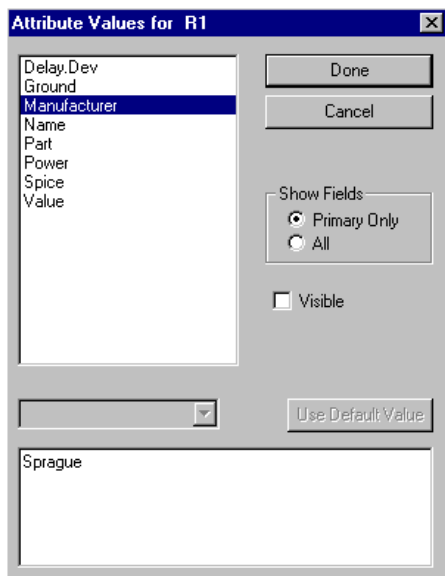 Attribute Values for R1
Delay.Dev
Ground
Manufacturer
Name
Part
Power
Spice
Value
Done
Cancel
Show Fields
Primary Only
All
Visible
Use Default Value
Sprague